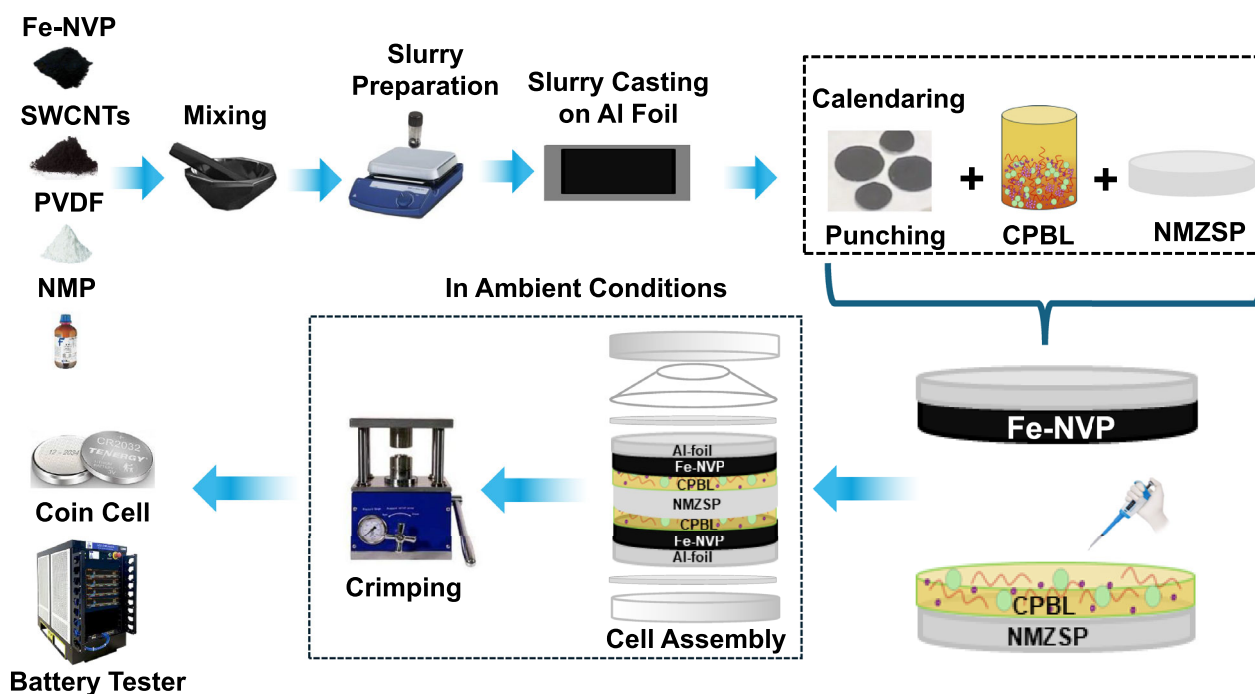 Fe-NVP
SWCNTs
PVDF
NMP
Mixing
Slurry
Preparation
Slurry Casting
on Al Foil
Calendaring
Punching
+
CPBL
+
NMZSP
Fe-NVP
CPBL
NMZSP
In Ambient Conditions
Al-foil
Fe-NVP
CPBL
NMZSP
CPBL
Fe-NVP
Al-foil
Cell Assembly
Crimping
CR2032
TENERGY
Coin Cell
Battery Tester